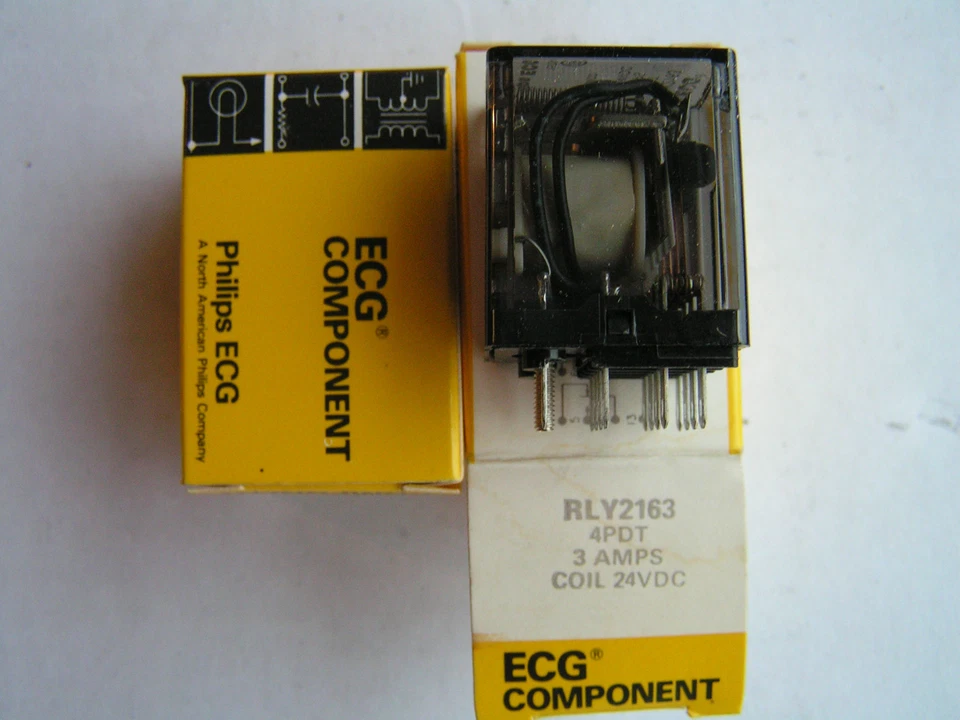 ECG®
COMPONENT
Philips ECG
A North American Philips Company
RLY2163
4PDT
3 AMPS
COIL 24VDC
ECG®
COMPONENT